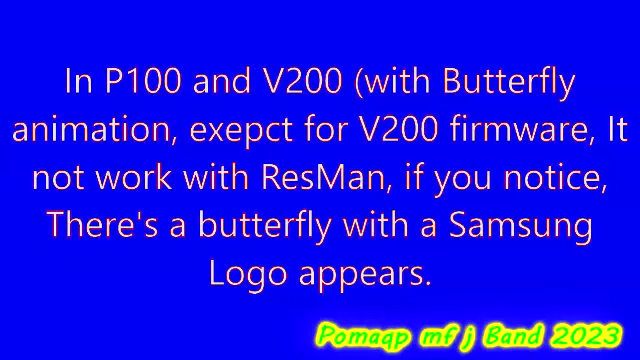 In P100 and V200 (with Butterfly
animation, exepct for V200 firmware, It
not work with ResMan, if you notice,
There's a butterfly with a Samsung
Logo appears.
Pomaqp mf j Band 2023